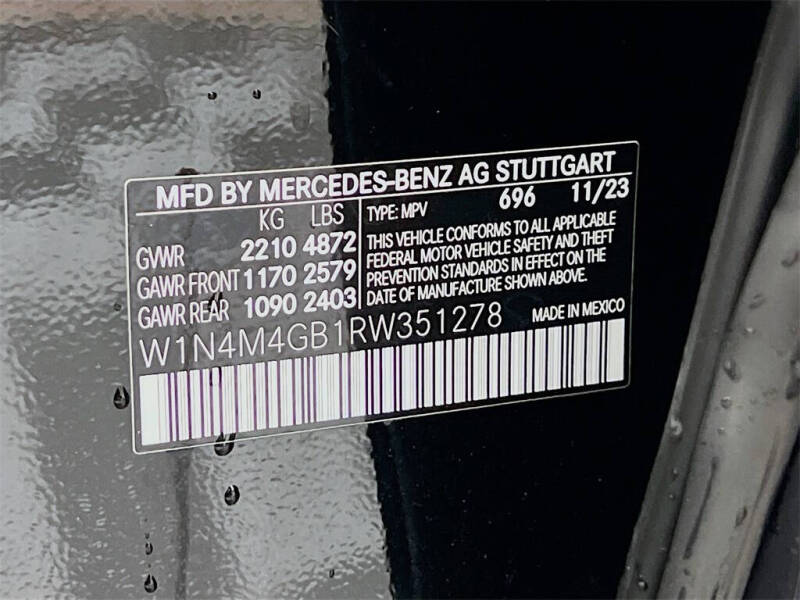 MFD BY MERCEDES-BENZ AG STUTTGART
KG LBS
GVWR 2210 4872
GAWR FRONT 1170 2579
GAWR REAR 1090 2403
TYPE: MPV 696 11/23
THIS VEHICLE CONFORMS TO ALL APPLICABLE
FEDERAL MOTOR VEHICLE SAFETY AND THEFT
PREVENTION STANDARDS IN EFFECT ON THE
DATE OF MANUFACTURE SHOWN ABOVE.
W1N4M4GB1RW351278 MADE IN MEXICO